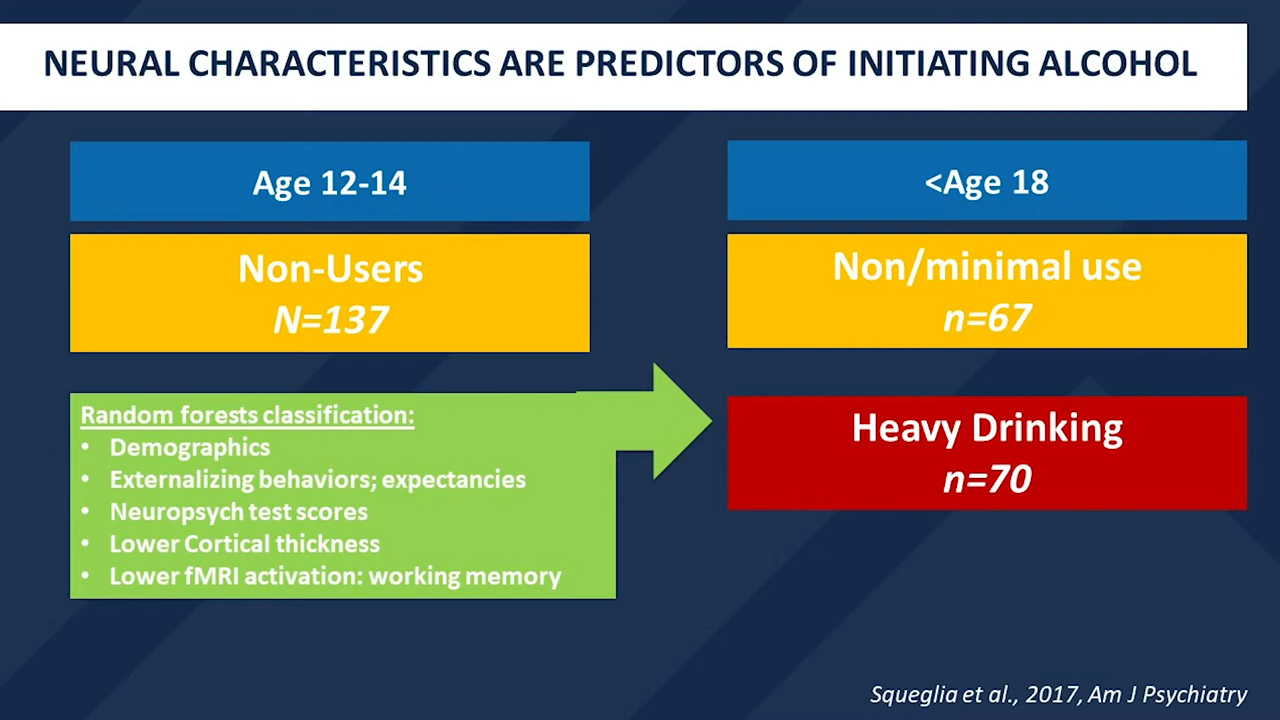 NEURAL CHARACTERISTICS ARE PREDICTORS OF INITIATING ALCOHOL
Age 12-14
Non-Users
N=137
Random forests classification:
• Demographics
• Externalizing behaviors; expectancies
• Neuropsych test scores
• Lower Cortical thickness
• Lower fMRI activation: working memory
<Age 18
Non/minimal use
n=67
Heavy Drinking
n=70
Squeglia et al., 2017, Am J Psychiatry